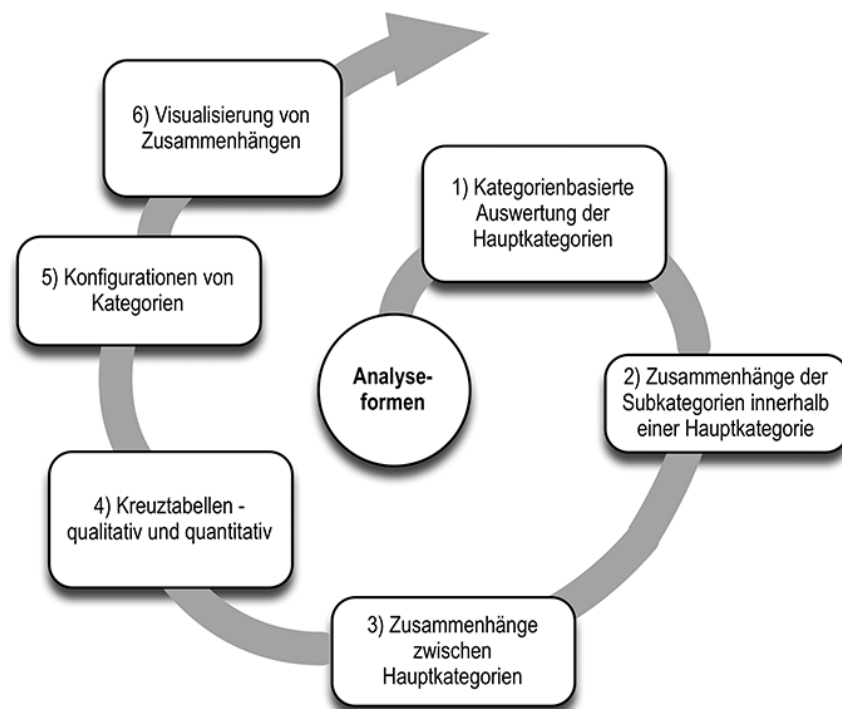 Analyse-
formen
1) Kategorienbasierte
Auswertung der
Hauptkategorien
2) Zusammenhänge der
Subkategorien innerhalb
einer Hauptkategorie
3) Zusammenhänge
zwischen
Hauptkategorien
4) Kreuztabellen -
qualitativ und quantitativ
5) Konfigurationen von
Kategorien
6) Visualisierung von
Zusammenhängen